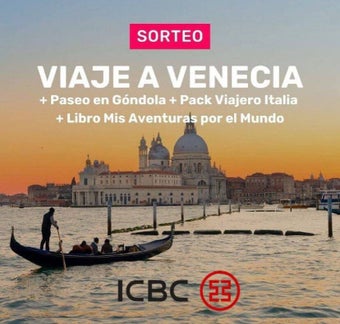 SORTEO
VIAJE A VENECIA
+ Paseo en Góndola + Pack Viajero Italia
+ Libro Mis Aventuras por el Mundo
ICBC